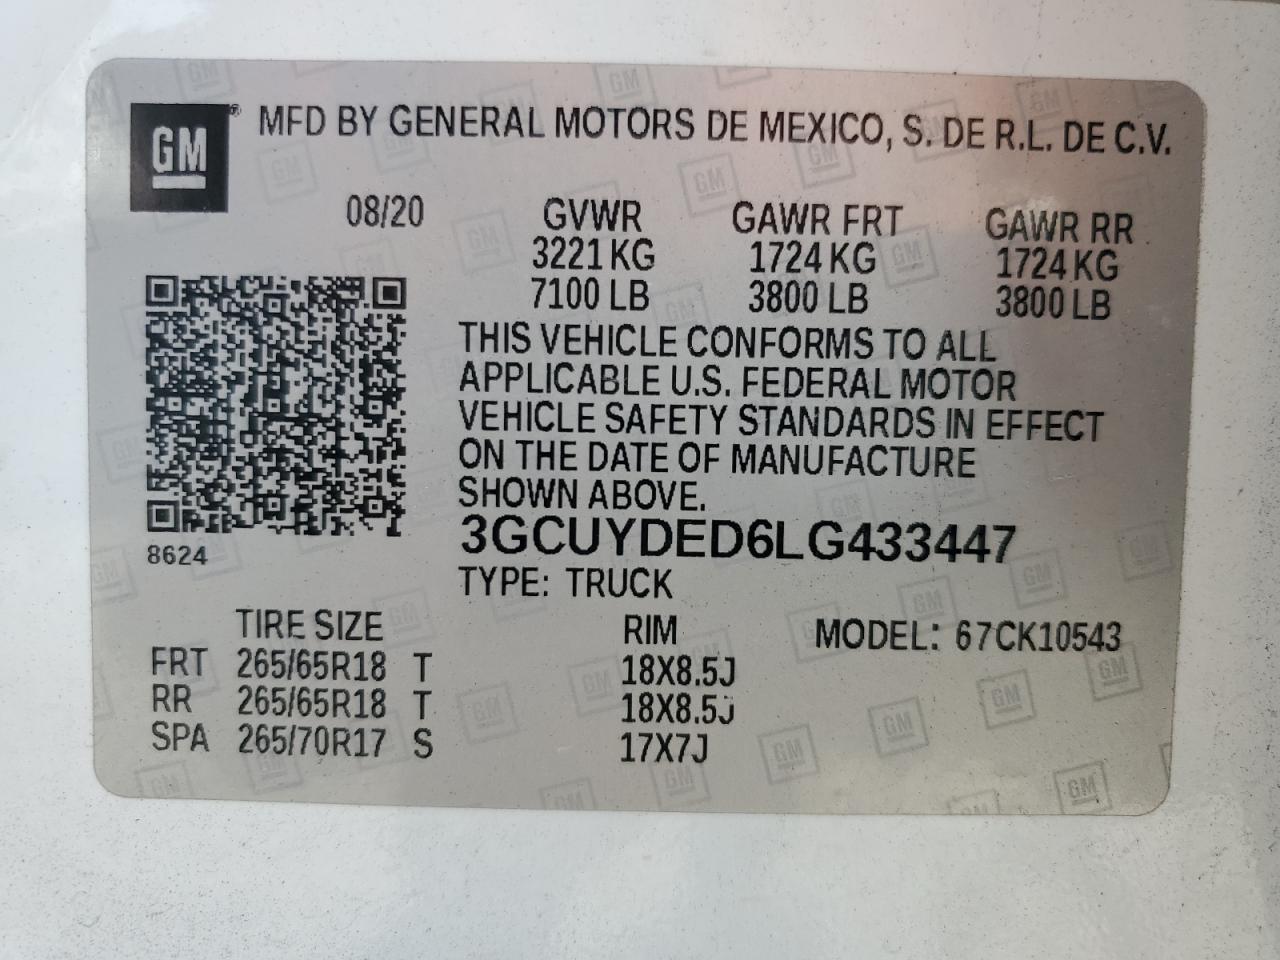 GM ® MFD BY GENERAL MOTORS DE MEXICO, S. DE R.L. DE C.V.
08/20 GVWR GAWR FRT GAWR RR
3221 KG 1724 KG 1724 KG
7100 LB 3800 LB 3800 LB
THIS VEHICLE CONFORMS TO ALL
APPLICABLE U.S. FEDERAL MOTOR
VEHICLE SAFETY STANDARDS IN EFFECT
ON THE DATE OF MANUFACTURE
SHOWN ABOVE.
3GCUYDED6LG433447
8624
TYPE: TRUCK
TIRE SIZE RIM MODEL: 67CK10543
FRT 265/65R18 T 18X8.5J
RR 265/65R18 T 18X8.5J
SPA 265/70R17 S 17X7J